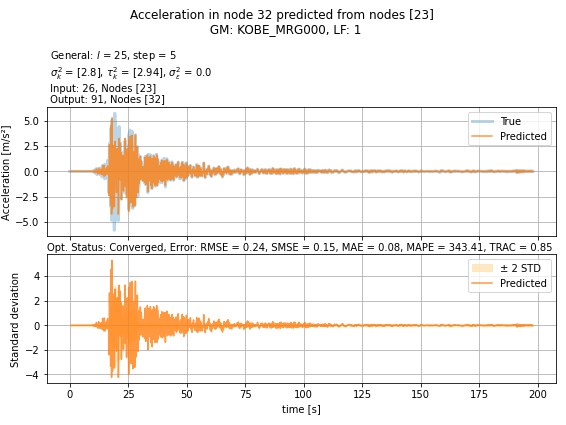 Acceleration in node 32 predicted from nodes [23]
GM: KOBE_MRG000, LF: 1
General: l = 25, step = 5
σ²ₖ = [2.8], τ²ₖ = [2.94], σ²ε = 0.0
Input: 26, Nodes [23]
Output: 91, Nodes [32]
True
Predicted
5.0
2.5
0.0
−2.5
−5.0
Acceleration [m/s²]
Opt. Status: Converged, Error: RMSE = 0.24, SMSE = 0.15, MAE = 0.08, MAPE = 343.41, TRAC = 0.85
± 2 STD
Predicted
4
2
0
−2
−4
Standard deviation
0 25 50 75 100 125 150 175 200
time [s]